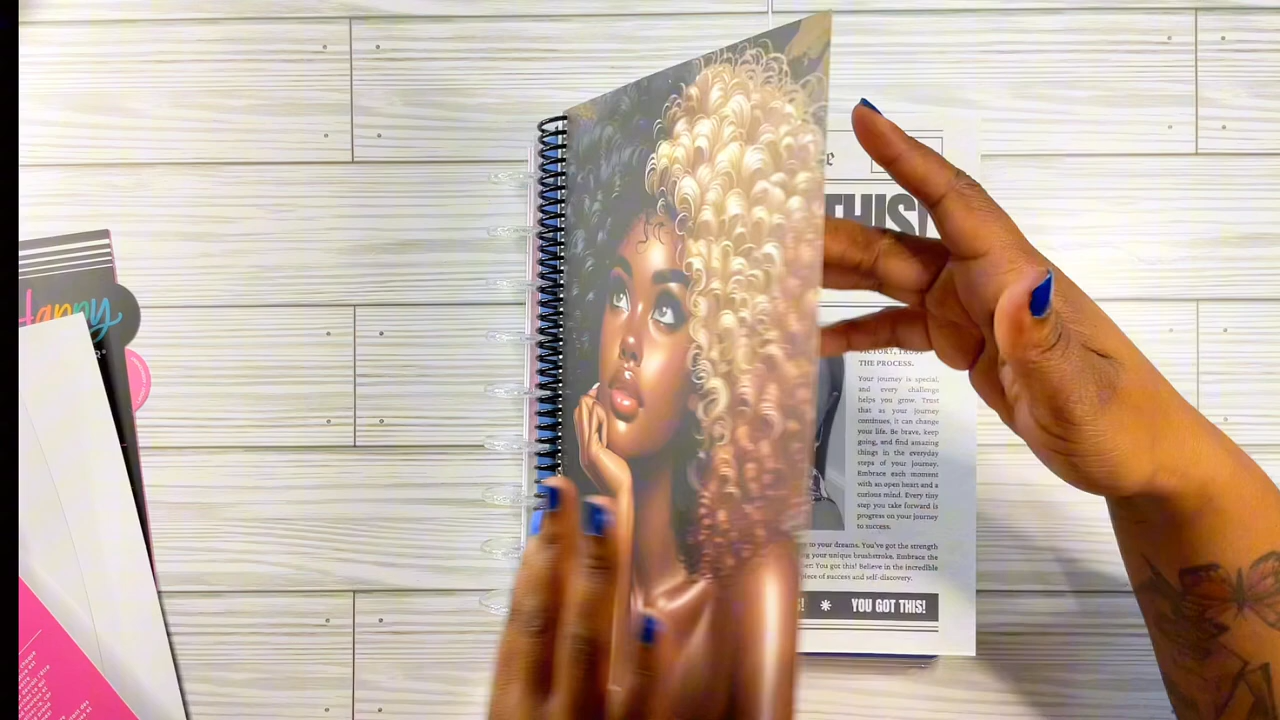 Happy
THIS!
VICTORY, TRUST
THE PROCESS.
Your journey is special,
and every challenge
helps you grow. Trust
that as your journey
continues, it can change
your life. Be brave, keep
going, and find amazing
things in the everyday
steps of your journey.
Embrace each moment
with an open heart and a
curious mind. Every tiny
step you take forward is
progress on your journey
to success.
to your dreams. You've got the strength
your unique brushstroke. Embrace the
You got this! Believe in the incredible
piece of success and self-discovery.
YOU GOT THIS!